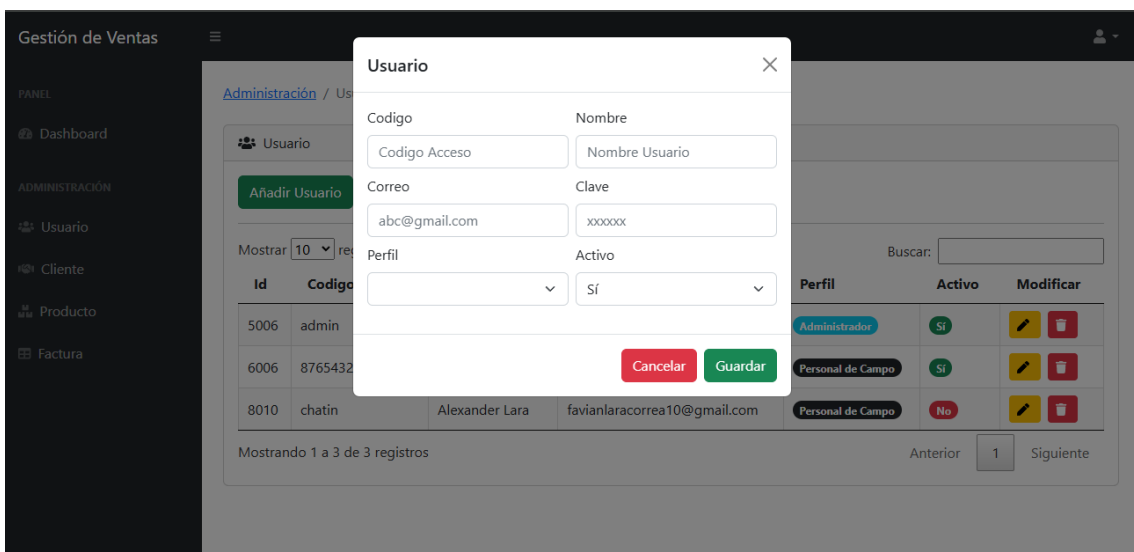 Gestión de Ventas
PANEL
Dashboard
ADMINISTRACIÓN
Usuario
Cliente
Producto
Factura
Administración / Us
Usuario
Añadir Usuario
Mostrar 10 reg
Buscar:
Id Codigo Perfil Activo Modificar
5006 admin Administrador Sí
6006 8765432 Personal de Campo Sí
8010 chatin Alexander Lara favianlaracorrea10@gmail.com Personal de Campo No
Mostrando 1 a 3 de 3 registros
Anterior 1 Siguiente
Usuario
Codigo Nombre
Codigo Acceso Nombre Usuario
Correo Clave
abc@gmail.com xxxxxx
Perfil Activo
Sí
Cancelar Guardar